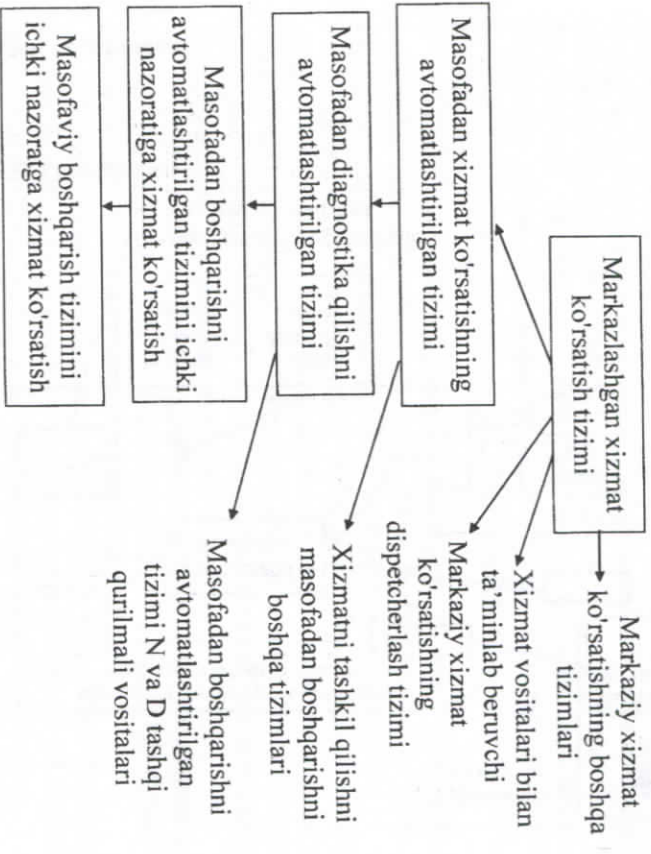 Markazlashgan xizmat
ko'rsatish tizimi
Markaziy xizmat
ko'rsatishning boshqa
tizimlari
Xizmat vositalari bilan
ta’minlab beruvchi
Markaziy xizmat
ko'rsatishning
dispetcherlash tizimi
Masofadan xizmat ko'rsatishning
avtomatlashtirilgan tizimi
Xizmatni tashkil qilishni
masofadan boshqarishni
boshqa tizimlari
Masofadan diagnostika qilishni
avtomatlashtirilgan tizimi
Masofadan boshqarishni
avtomatlashtirilgan
tizimi N va D tashqi
qurilmali vositalari
Masofadan boshqarishni
avtomatlashtirilgan tizimini ichki
nazoratiga xizmat ko'rsatish
Masofaviy boshqarish tizimini
ichki nazoratga xizmat ko'rsatish